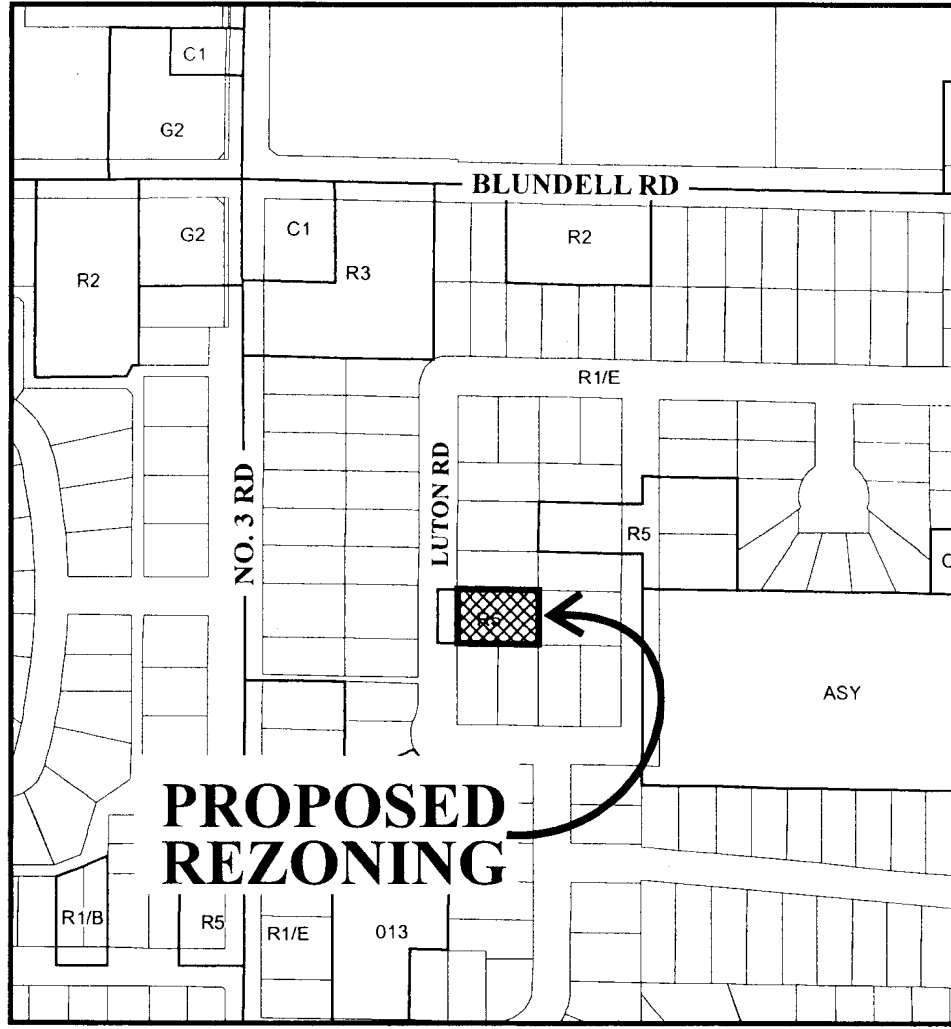 C1
G2
BLUNDELL RD
G2
C1
R2
R2
R3
R1/E
NO. 3 RD
LUTON RD
R5
ASY
PROPOSED
REZONING
R1/B
R5
R1/E
013